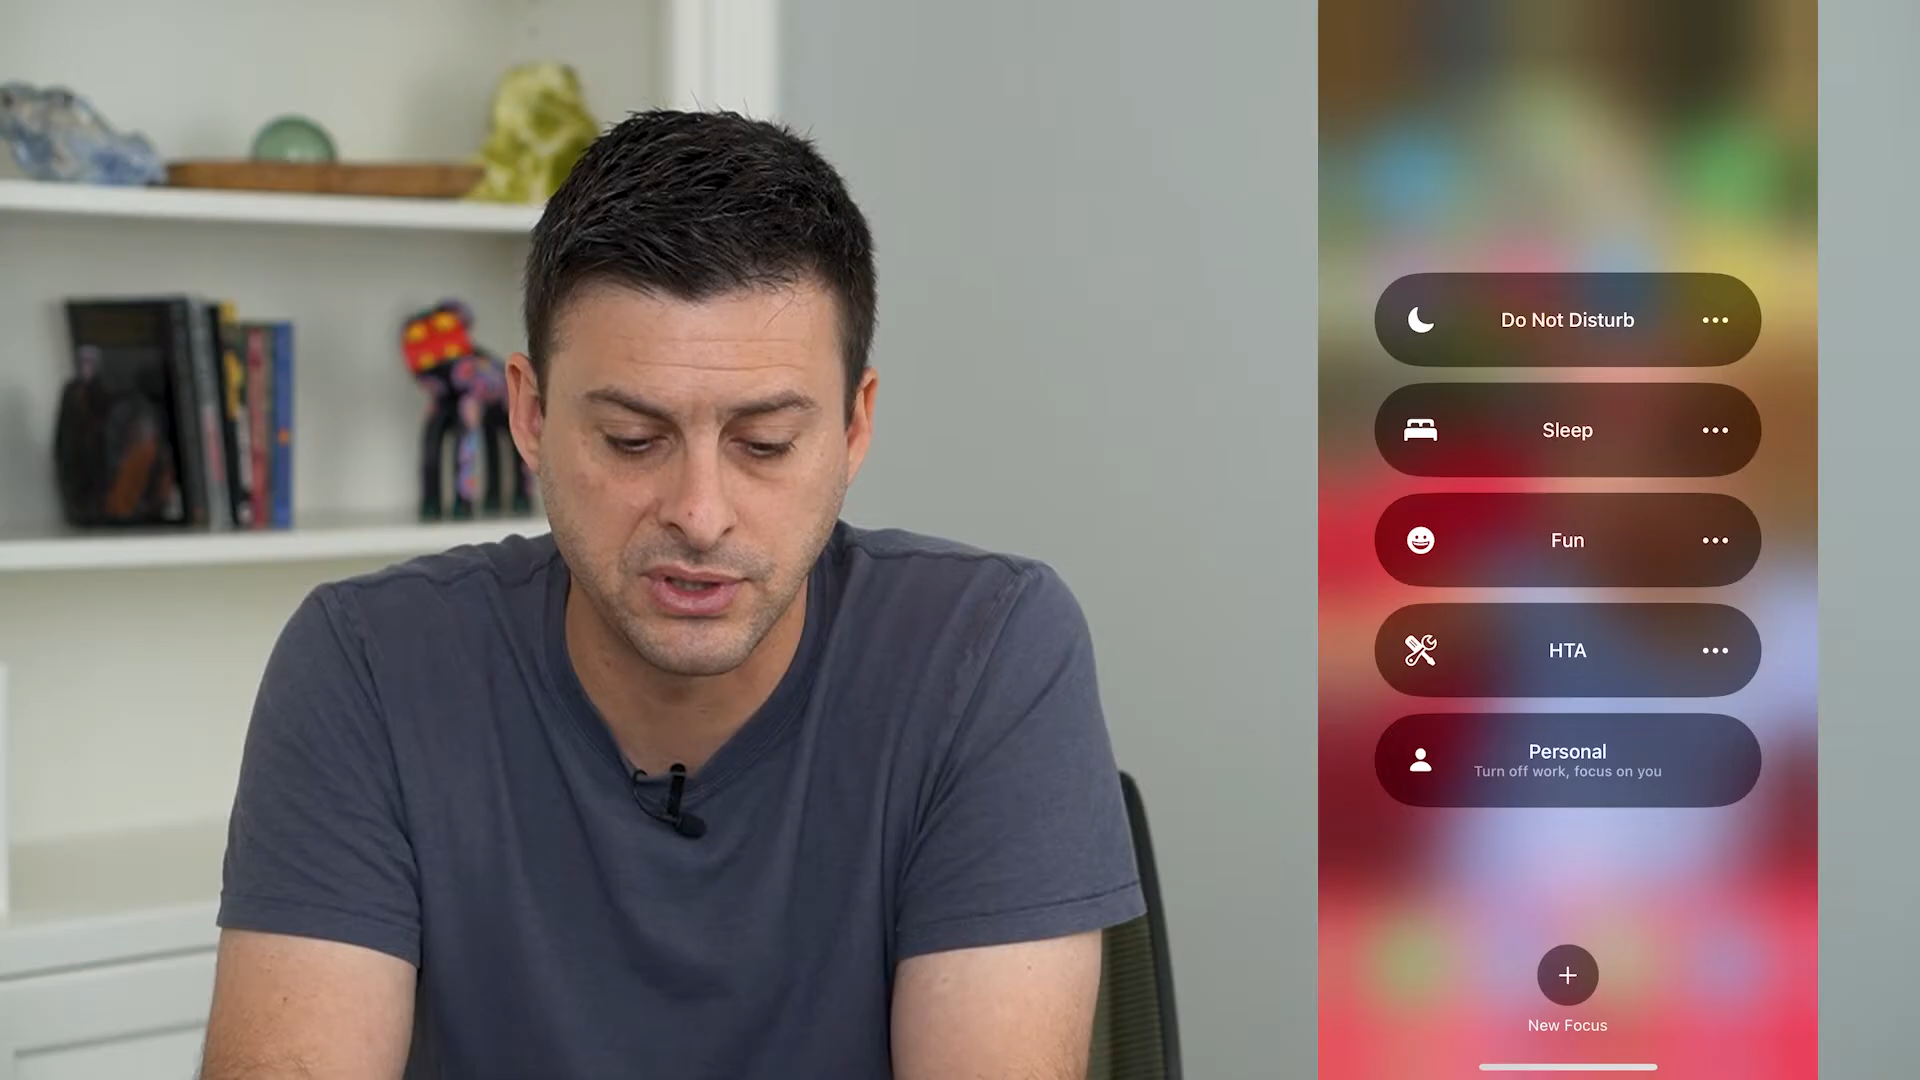 Do Not Disturb
Sleep
Fun
HTA
Personal
Turn off work, focus on you
New Focus